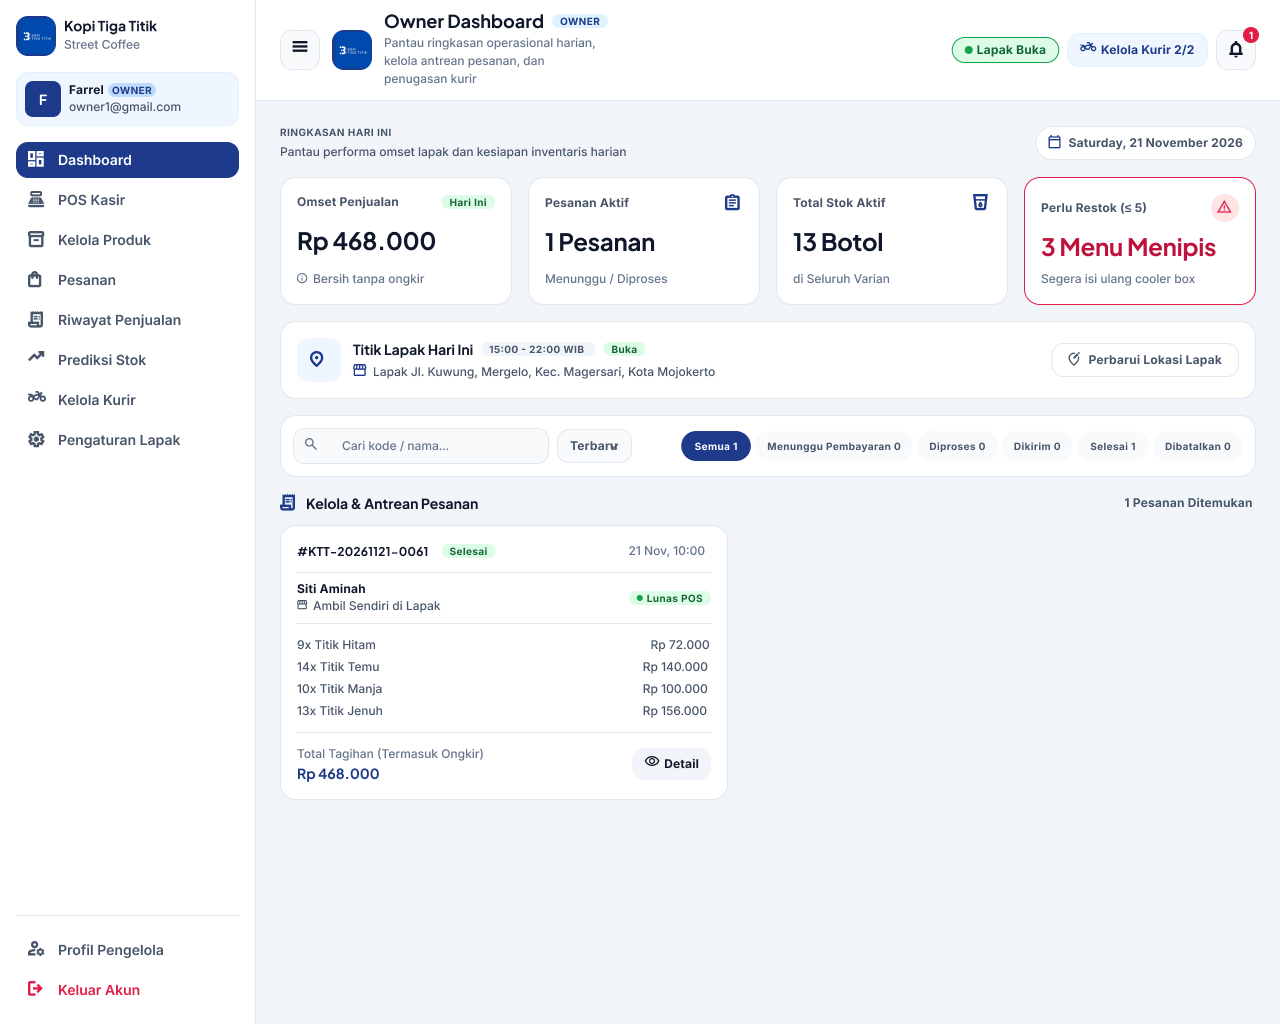 Kopi Tiga Titik
Street Coffee
F
Farrel OWNER
owner1@gmail.com
Dashboard
POS Kasir
Kelola Produk
Pesanan
Riwayat Penjualan
Prediksi Stok
Kelola Kurir
Pengaturan Lapak
Profil Pengelola
Keluar Akun
Owner Dashboard OWNER
Pantau ringkasan operasional harian,
kelola antrean pesanan, dan
penugasan kurir
Lapak Buka
Kelola Kurir 2/2
1
RINGKASAN HARI INI
Pantau performa omset lapak dan kesiapan inventaris harian
Saturday, 21 November 2026
Omset Penjualan Hari Ini
Rp 468.000
Bersih tanpa ongkir
Pesanan Aktif
1 Pesanan
Menunggu / Diproses
Total Stok Aktif
13 Botol
di Seluruh Varian
Perlu Restok (≤ 5)
3 Menu Menipis
Segera isi ulang cooler box
Titik Lapak Hari Ini 15:00 - 22:00 WIB Buka
Lapak Jl. Kuwung, Mergelo, Kec. Magersari, Kota Mojokerto
Perbarui Lokasi Lapak
Cari kode / nama...
Terbaru
Semua 1
Menunggu Pembayaran 0
Diproses 0
Dikirim 0
Selesai 1
Dibatalkan 0
Kelola & Antrean Pesanan
1 Pesanan Ditemukan
#KTT-20261121-0061 Selesai 21 Nov, 10:00
Siti Aminah
Ambil Sendiri di Lapak
Lunas POS
9x Titik Hitam Rp 72.000
14x Titik Temu Rp 140.000
10x Titik Manja Rp 100.000
13x Titik Jenuh Rp 156.000
Total Tagihan (Termasuk Ongkir)
Rp 468.000
Detail